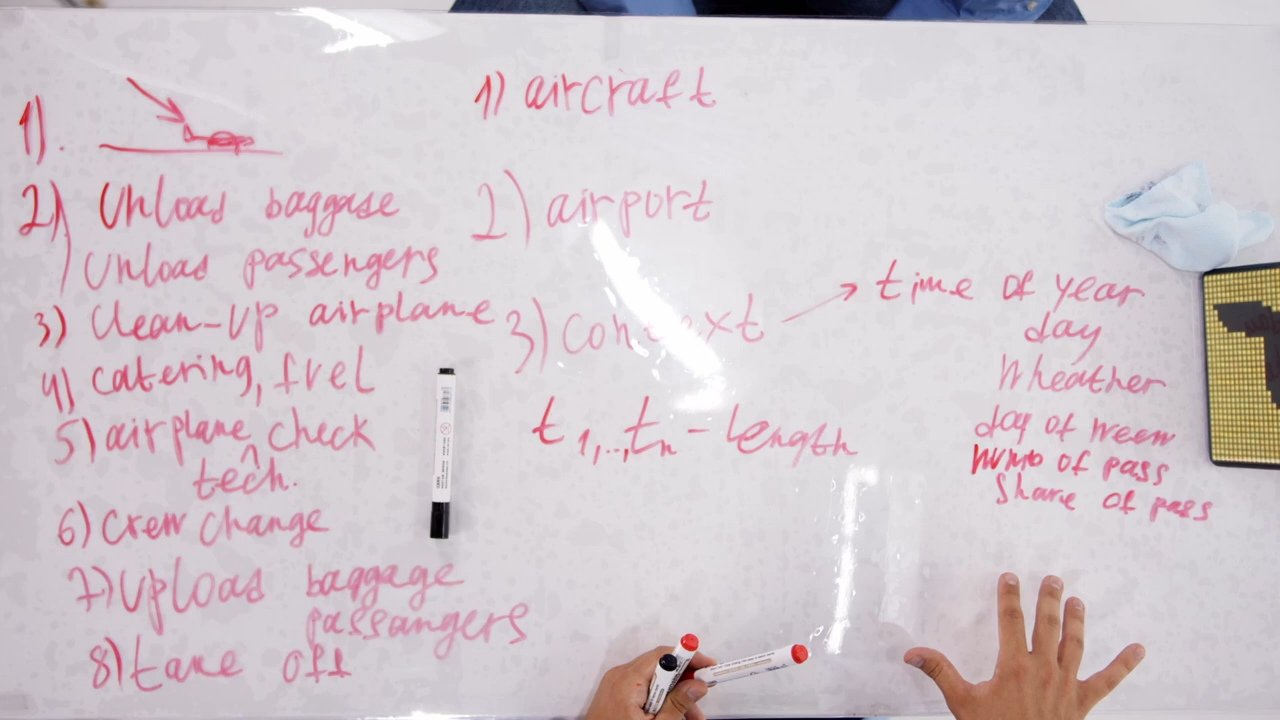 1).
2) Unload baggase
Unload passengers
3) Clean-up airplane
4) catering, fuel
5) airplane ^ check
tech.
6) Crew change
7) Upload baggage
passangers
8) take off
1) aircraft
2) airport
3) context → time of year
day
Wheather
day of week
numb of pass
Share of pass
t1,..,tn - length